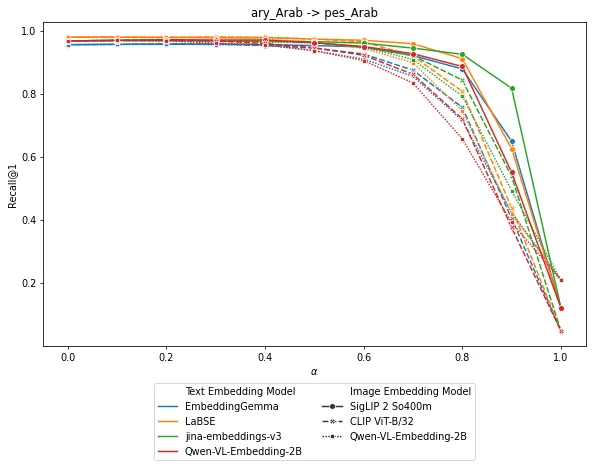 ary_Arab -> pes_Arab
Recall@1
1.0
0.8
0.6
0.4
0.2
0.0 0.2 0.4 0.6 0.8 1.0
α
Text Embedding Model
EmbeddingGemma
LaBSE
jina-embeddings-v3
Qwen-VL-Embedding-2B
Image Embedding Model
SigLIP 2 So400m
CLIP ViT-B/32
Qwen-VL-Embedding-2B